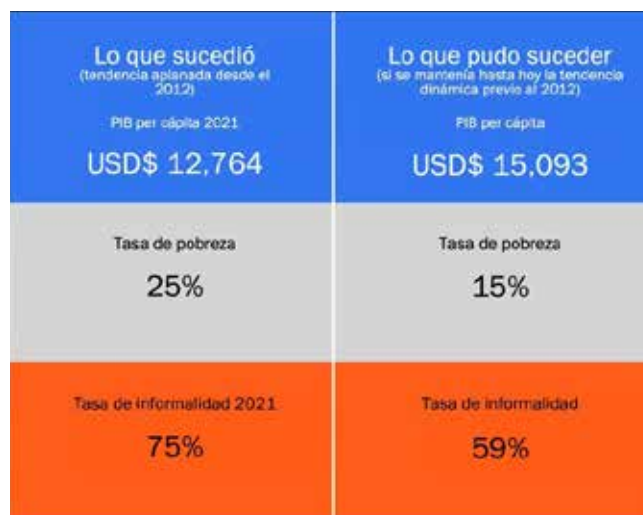 Lo que sucedió
(tendencia aplanada desde el
2012)
PIB per cápita 2021
USD$ 12,764
Tasa de pobreza
25%
Tasa de informalidad 2021
75%
Lo que pudo suceder
(si se mantenía hasta hoy la tendencia
dinámica previo al 2012)
PIB per cápita
USD$ 15,093
Tasa de pobreza
15%
Tasa de informalidad
59%